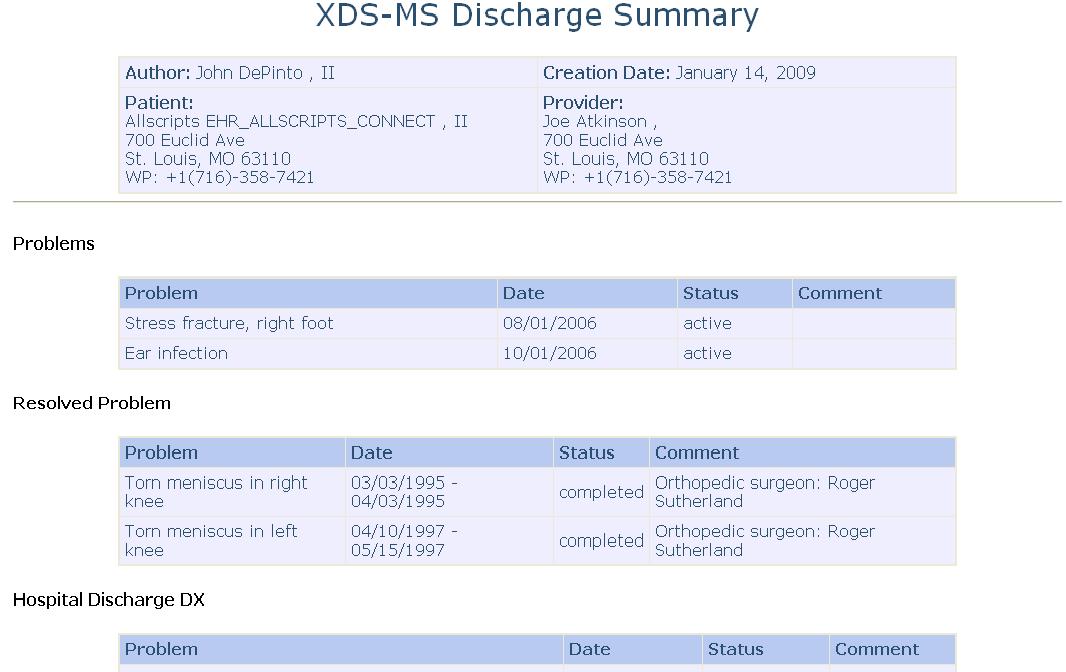 XDS-MS Discharge Summary
Author: John DePinto , II
Creation Date: January 14, 2009
Patient:
Allscripts EHR_ALLSCRIPTS_CONNECT , II
700 Euclid Ave
St. Louis, MO 63110
WP: +1(716)-358-7421
Provider:
Joe Atkinson ,
700 Euclid Ave
St. Louis, MO 63110
WP: +1(716)-358-7421
Problems
Problem Date Status Comment
Stress fracture, right foot 08/01/2006 active
Ear infection 10/01/2006 active
Resolved Problem
Problem Date Status Comment
Torn meniscus in right
knee
03/03/1995 -
04/03/1995
completed
Orthopedic surgeon: Roger
Sutherland
Torn meniscus in left
knee
04/10/1997 -
05/15/1997
completed
Orthopedic surgeon: Roger
Sutherland
Hospital Discharge DX
Problem Date Status Comment